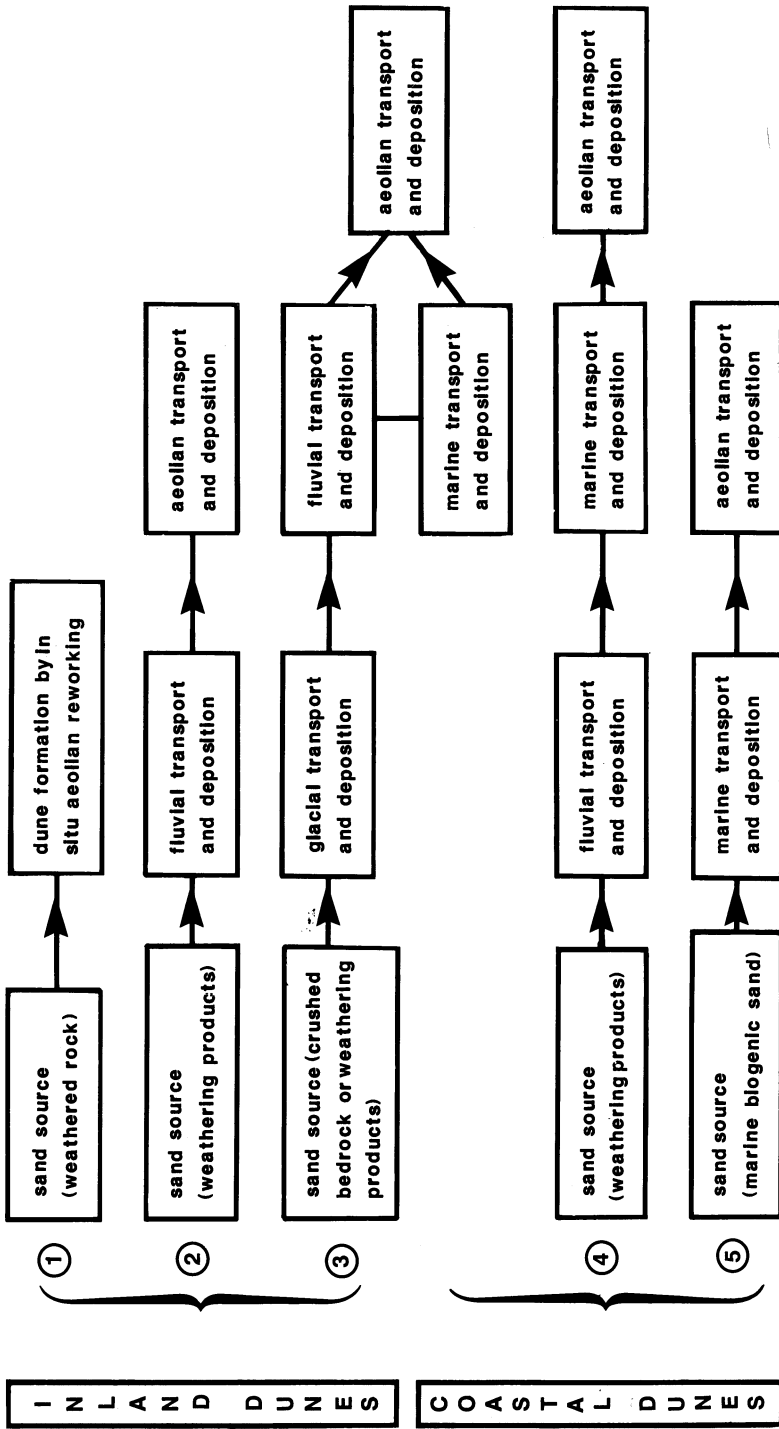 INLAND DUNES
1
sand source
(weathered rock)
dune formation by in
situ aeolian reworking
2
sand source
(weathering products)
fluvial transport
and deposition
aeolian transport
and deposition
3
sand source (crushed
bedrock or weathering
products)
glacial transport
and deposition
fluvial transport
and deposition
marine transport
and deposition
aeolian transport
and deposition
COASTAL DUNES
4
sand source
(weathering products)
fluvial transport
and deposition
marine transport
and deposition
aeolian transport
and deposition
5
sand source
(marine biogenic sand)
marine transport
and deposition
aeolian transport
and deposition